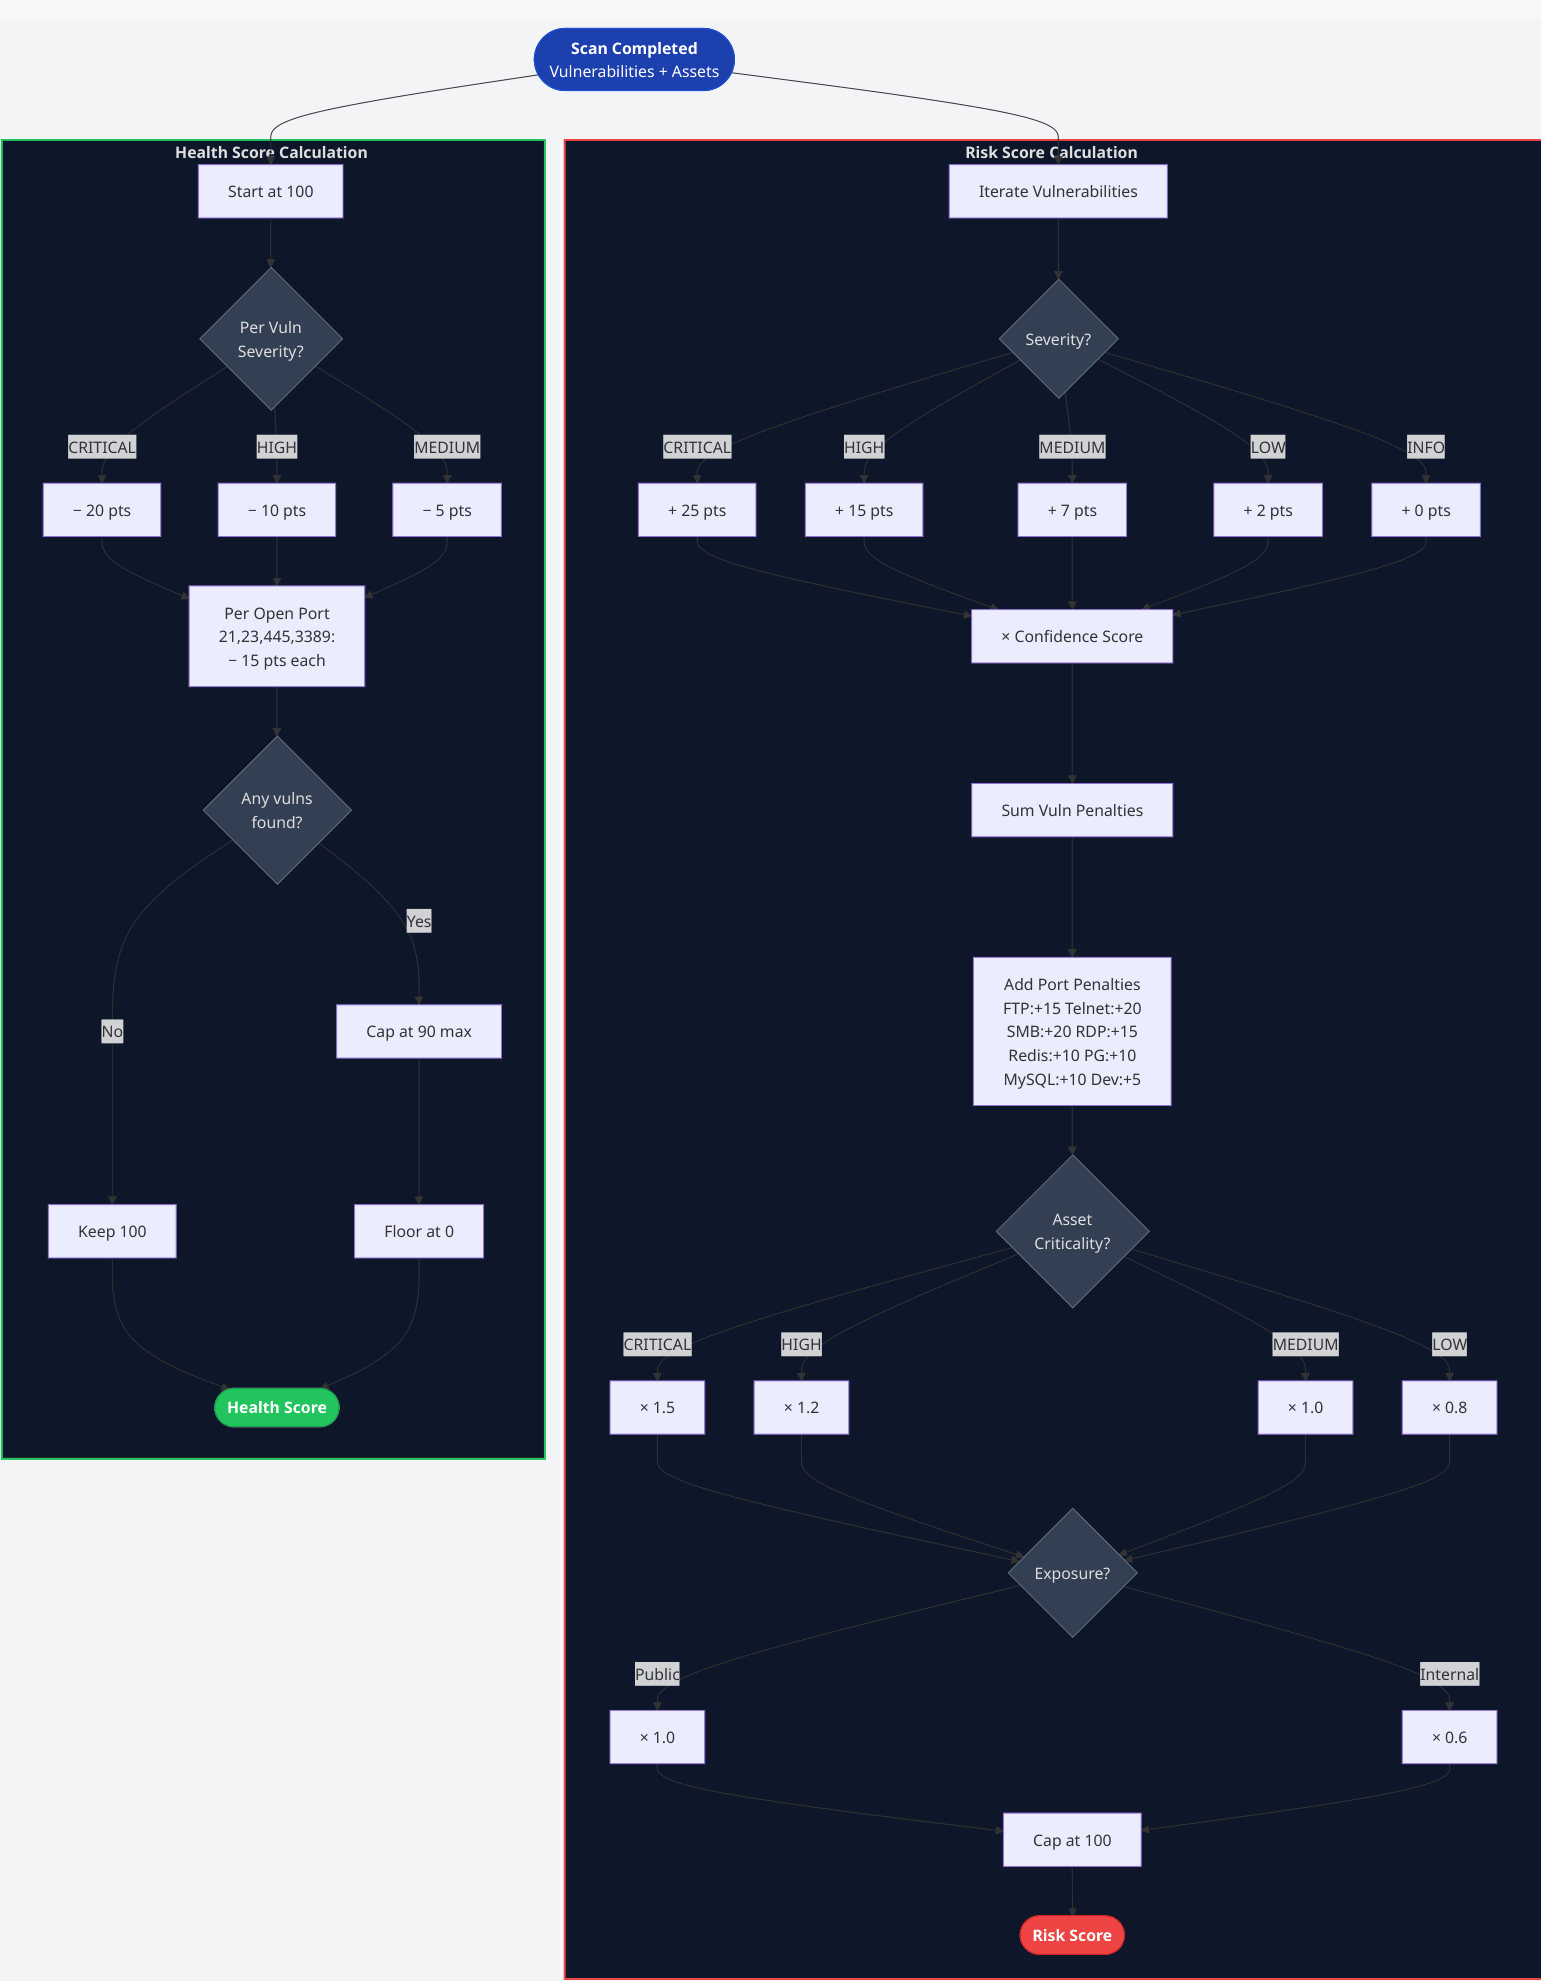 Scan Completed
Vulnerabilities + Assets
Health Score Calculation
Start at 100
Per Vuln
Severity?
CRITICAL
HIGH
MEDIUM
− 20 pts
− 10 pts
− 5 pts
Per Open Port
21,23,445,3389:
− 15 pts each
Any vulns
found?
Yes
No
Cap at 90 max
Keep 100
Floor at 0
Health Score
Risk Score Calculation
Iterate Vulnerabilities
Severity?
CRITICAL
HIGH
MEDIUM
LOW
INFO
+ 25 pts
+ 15 pts
+ 7 pts
+ 2 pts
+ 0 pts
× Confidence Score
Sum Vuln Penalties
Add Port Penalties
FTP:+15 Telnet:+20
SMB:+20 RDP:+15
Redis:+10 PG:+10
MySQL:+10 Dev:+5
Asset
Criticality?
CRITICAL
HIGH
MEDIUM
LOW
× 1.5
× 1.2
× 1.0
× 0.8
Exposure?
Public
Internal
× 1.0
× 0.6
Cap at 100
Risk Score